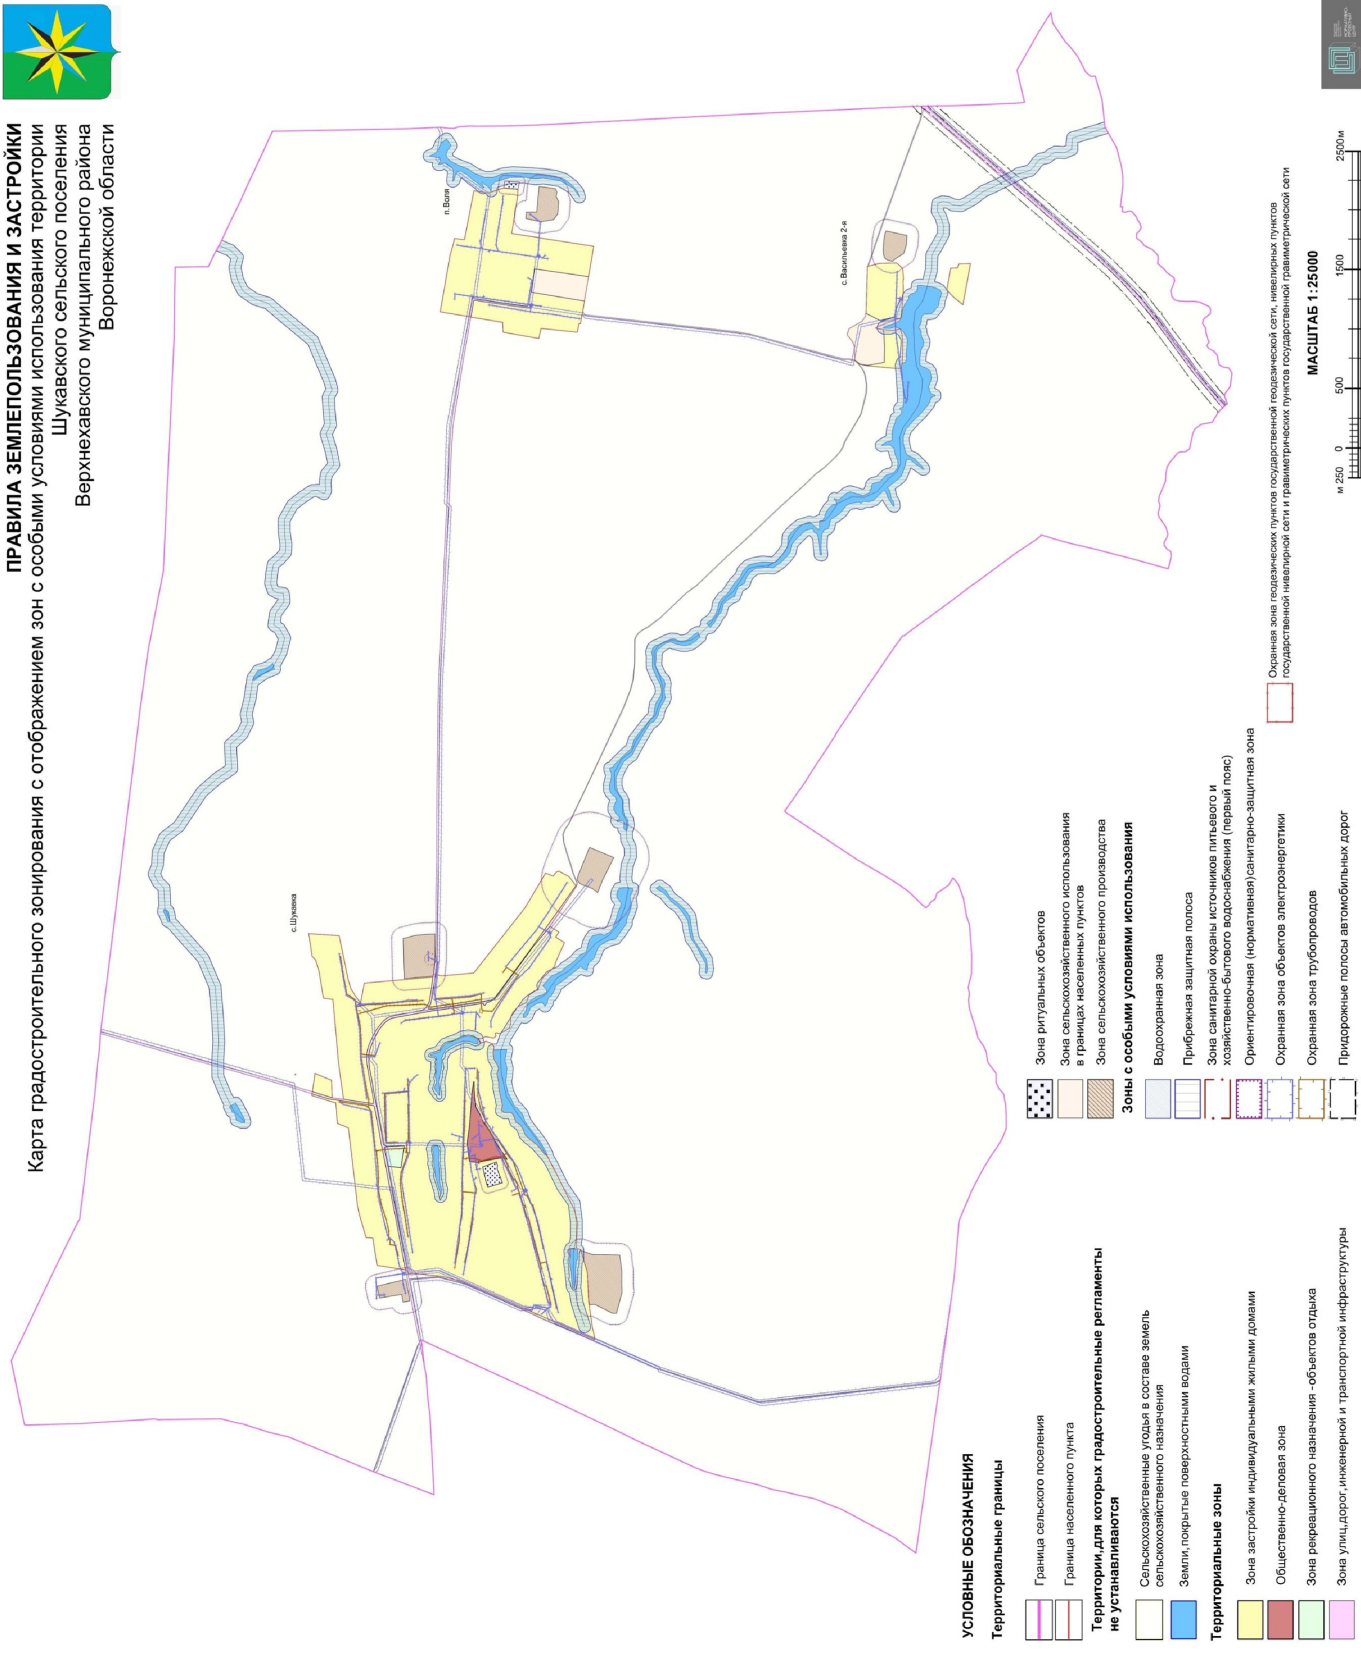 ПРАВИЛА ЗЕМЛЕПОЛЬЗОВАНИЯ И ЗАСТРОЙКИ
Карта градостроительного зонирования с отображением зон с особыми условиями использования территории
Шукавского сельского поселения
Верхнехавского муниципального района
Воронежской области
п.Воля
с.Васильевка 2-я
с.Шукавка
УСЛОВНЫЕ ОБОЗНАЧЕНИЯ
Территориальные границы
Граница сельского поселения
Граница населенного пункта
Территории,для которых градостроительные регламенты
не устанавливаются
Сельскохозяйственные угодья в составе земель
сельскохозяйственного назначения
Земли,покрытые поверхностными водами
Территориальные зоны
Зона застройки индивидуальными жилыми домами
Общественно-деловая зона
Зона рекреационного назначения -объектов отдыха
Зона улиц,дорог,инженерной и транспортной инфраструктуры
Зона ритуальных объектов
Зона сельскохозяйственного использования
в границах населенных пунктов
Зона сельскохозяйственного производства
Зоны с особыми условиями использования
Водоохранная зона
Прибрежная защитная полоса
Зона санитарной охраны источников питьевого и
хозяйственно-бытового водоснабжения (первый пояс)
Ориентировочная (нормативная)санитарно-защитная зона
Охранная зона объектов электроэнергетики
Охранная зона трубопроводов
Придорожные полосы автомобильных дорог
Охранная зона геодезических пунктов государственной геодезической сети, нивелирных пунктов
государственной нивелирной сети и гравиметрических пунктов государственной гравиметрической сети
МАСШТАБ 1:25000
м 250 0 500 1500 2500м